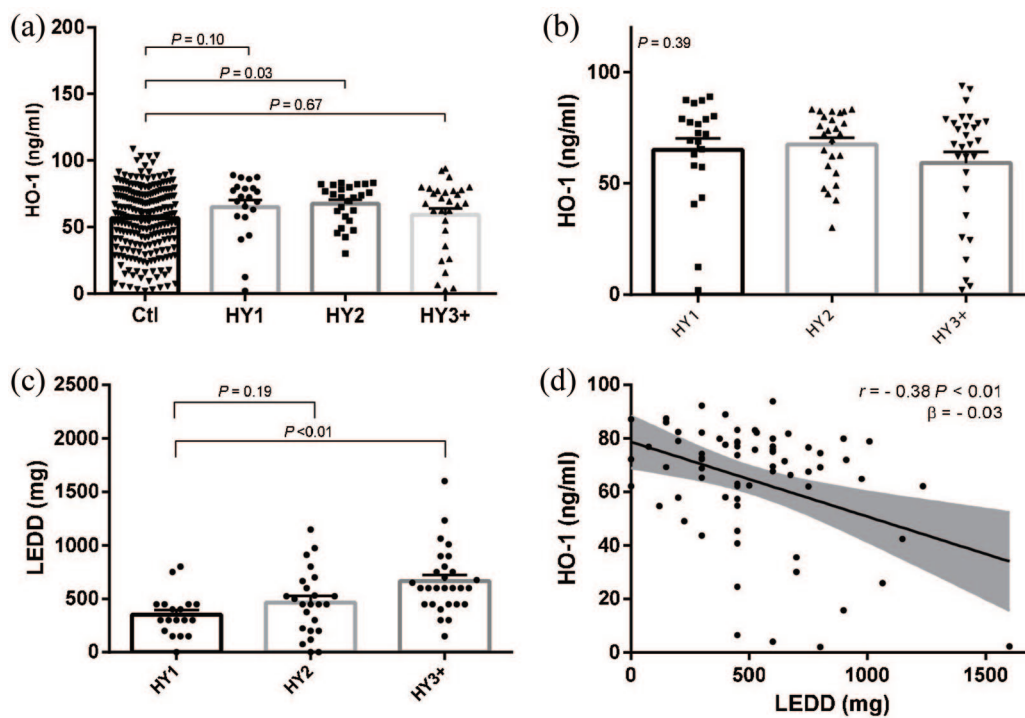 (a)
200
150
100
50
0
HO-1 (ng/ml)
P = 0.10
P = 0.03
P = 0.67
Ctl HY1 HY2 HY3+
(b)
P = 0.39
100
50
0
HO-1 (ng/ml)
HY1 HY2 HY3+
(c)
2500
2000
1500
1000
500
0
LEDD (mg)
P = 0.19
P <0.01
HY1 HY2 HY3+
(d)
100
80
60
40
20
0
HO-1 (ng/ml)
r = - 0.38 P < 0.01
β = - 0.03
0 500 1000 1500
LEDD (mg)